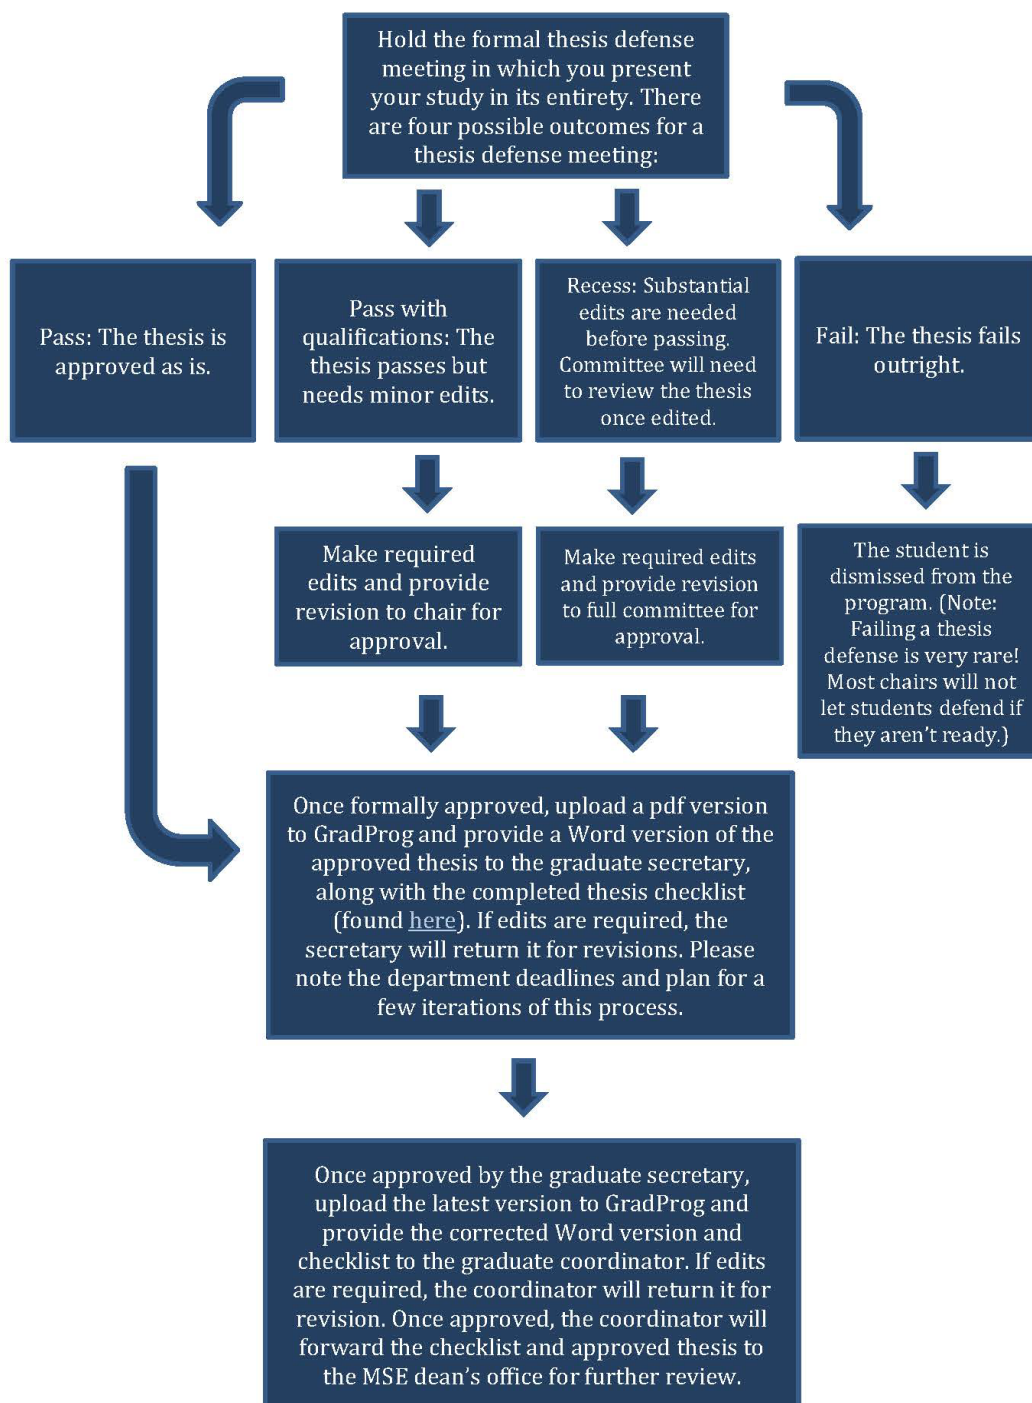 Hold the formal thesis defense
meeting in which you present
your study in its entirety. There
are four possible outcomes for a
thesis defense meeting:
Pass: The thesis is
approved as is.
Pass with
qualifications: The
thesis passes but
needs minor edits.
Recess: Substantial
edits are needed
before passing.
Committee will need
to review the thesis
once edited.
Fail: The thesis fails
outright.
Make required
edits and provide
revision to chair for
approval.
Make required edits
and provide revision
to full committee for
approval.
The student is
dismissed from the
program. (Note:
Failing a thesis
defense is very rare!
Most chairs will not
let students defend if
they aren’t ready.)
Once formally approved, upload a pdf version
to GradProg and provide a Word version of the
approved thesis to the graduate secretary,
along with the completed thesis checklist
(found here). If edits are required, the
secretary will return it for revisions. Please
note the department deadlines and plan for a
few iterations of this process.
Once approved by the graduate secretary,
upload the latest version to GradProg and
provide the corrected Word version and
checklist to the graduate coordinator. If edits
are required, the coordinator will return it for
revision. Once approved, the coordinator will
forward the checklist and approved thesis to
the MSE dean’s office for further review.